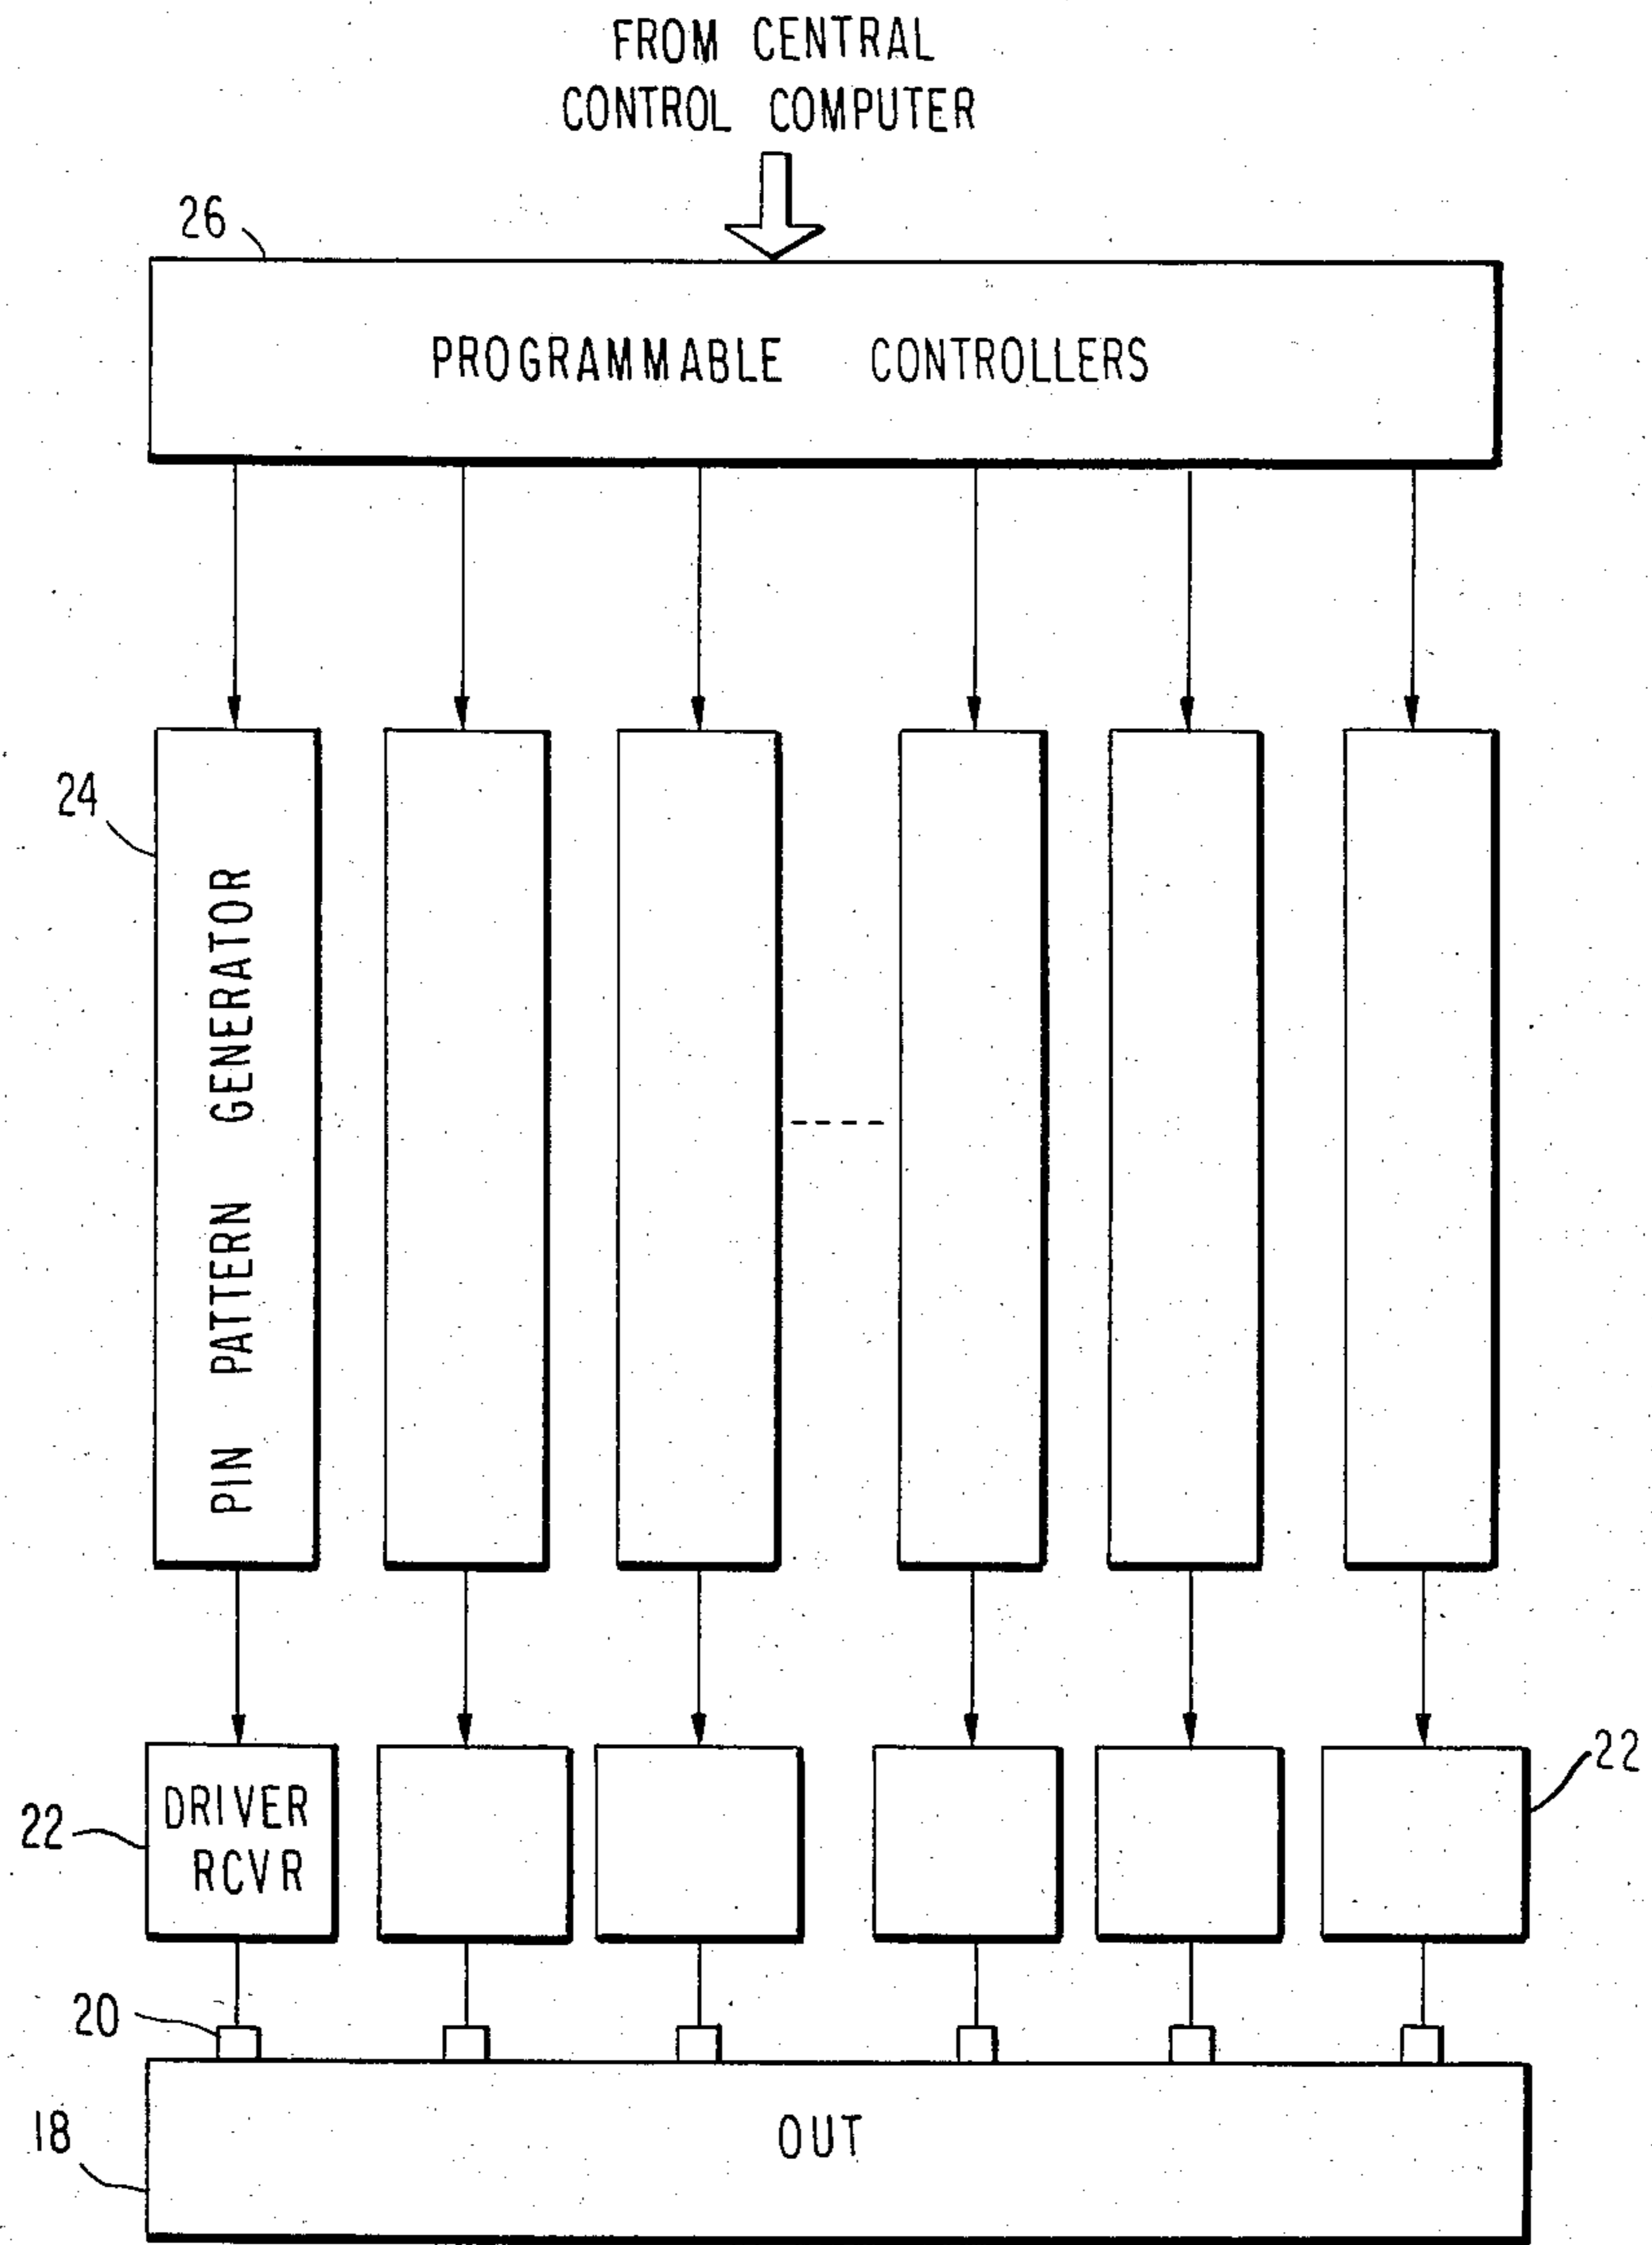 FROM CENTRAL
CONTROL COMPUTER
26
PROGRAMMABLE CONTROLLERS
24
PIN PATTERN GENERATOR
22
DRIVER
RCVR
22
20
18
OUT